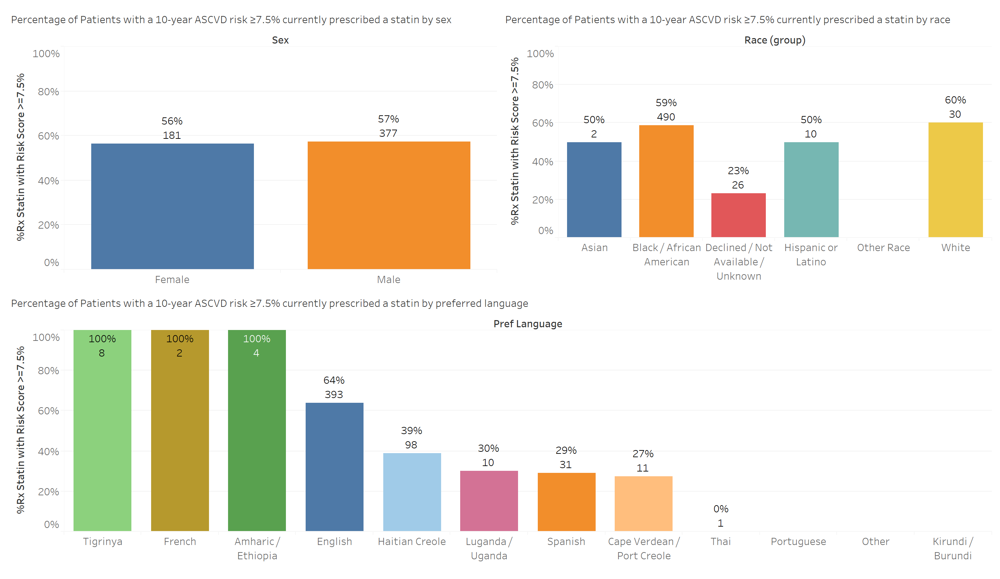 Percentage of Patients with a 10-year ASCVD risk ≥7.5% currently prescribed a statin by sex
Sex
%Rx Statin with Risk Score >=7.5%
100%
80%
60%
40%
20%
0%
56%
181
57%
377
Female
Male
Percentage of Patients with a 10-year ASCVD risk ≥7.5% currently prescribed a statin by race
Race (group)
%Rx Statin with Risk Score >=7.5%
100%
80%
60%
40%
20%
0%
50%
2
59%
490
23%
26
50%
10
60%
30
Asian
Black / African
American
Declined / Not
Available /
Unknown
Hispanic or
Latino
Other Race
White
Percentage of Patients with a 10-year ASCVD risk ≥7.5% currently prescribed a statin by preferred language
Pref Language
%Rx Statin with Risk Score >=7.5%
100%
80%
60%
40%
20%
0%
100%
8
100%
2
100%
4
64%
393
39%
98
30%
10
29%
31
27%
11
0%
1
Tigrinya
French
Amharic /
Ethiopia
English
Haitian Creole
Luganda /
Uganda
Spanish
Cape Verdean /
Port Creole
Thai
Portuguese
Other
Kirundi /
Burundi